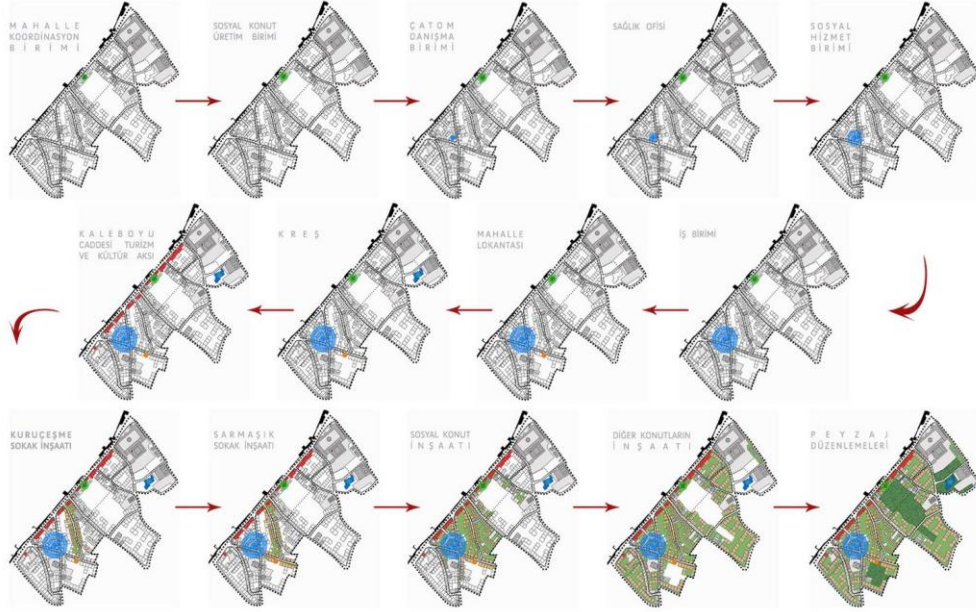 MAHALLE
KOORDİNASYON
BİRİMİ
SOSYAL KONUT
ÜRETİM BİRİMİ
ÇATOM
DANIŞMA
BİRİMİ
SAĞLIK OFİSİ
SOSYAL
HİZMET
BİRİMİ
KALEBOYU
CADDESİ TURİZM
VE KÜLTÜR AKSI
KREŞ
MAHALLE
LOKANTASI
İŞ BİRİMİ
KURUÇEŞME
SOKAK İNŞAATI
SARMAŞIK
SOKAK İNŞAATI
SOSYAL KONUT
İNŞAATI
DİĞER KONUTLARIN
İNŞAATI
PEYZAJ
DÜZENLEMELERİ